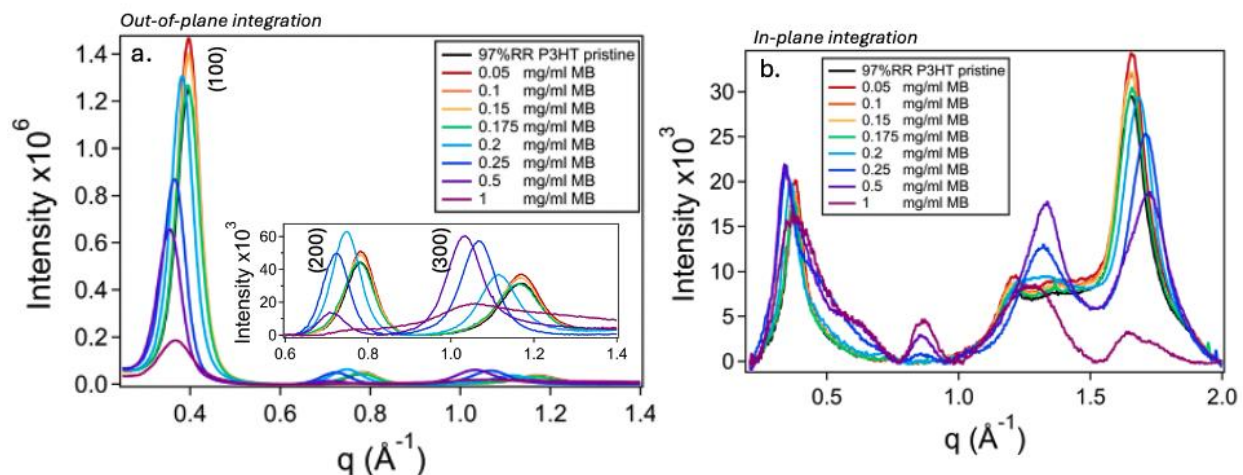 Out-of-plane integration
a.
(100)
97%RR P3HT pristine
0.05 mg/ml MB
0.1 mg/ml MB
0.15 mg/ml MB
0.175 mg/ml MB
0.2 mg/ml MB
0.25 mg/ml MB
0.5 mg/ml MB
1 mg/ml MB
Intensity x10⁶
1.4
1.2
1.0
0.8
0.6
0.4
0.2
0.0
0.4 0.6 0.8 1.0 1.2 1.4
q (Å⁻¹)
(200)
(300)
Intensity x10³
60
40
20
0
0.6 0.8 1.0 1.2 1.4
In-plane integration
b.
97%RR P3HT pristine
0.05 mg/ml MB
0.1 mg/ml MB
0.15 mg/ml MB
0.175 mg/ml MB
0.2 mg/ml MB
0.25 mg/ml MB
0.5 mg/ml MB
1 mg/ml MB
Intensity x10³
30
25
20
15
10
5
0
0.5 1.0 1.5 2.0
q (Å⁻¹)